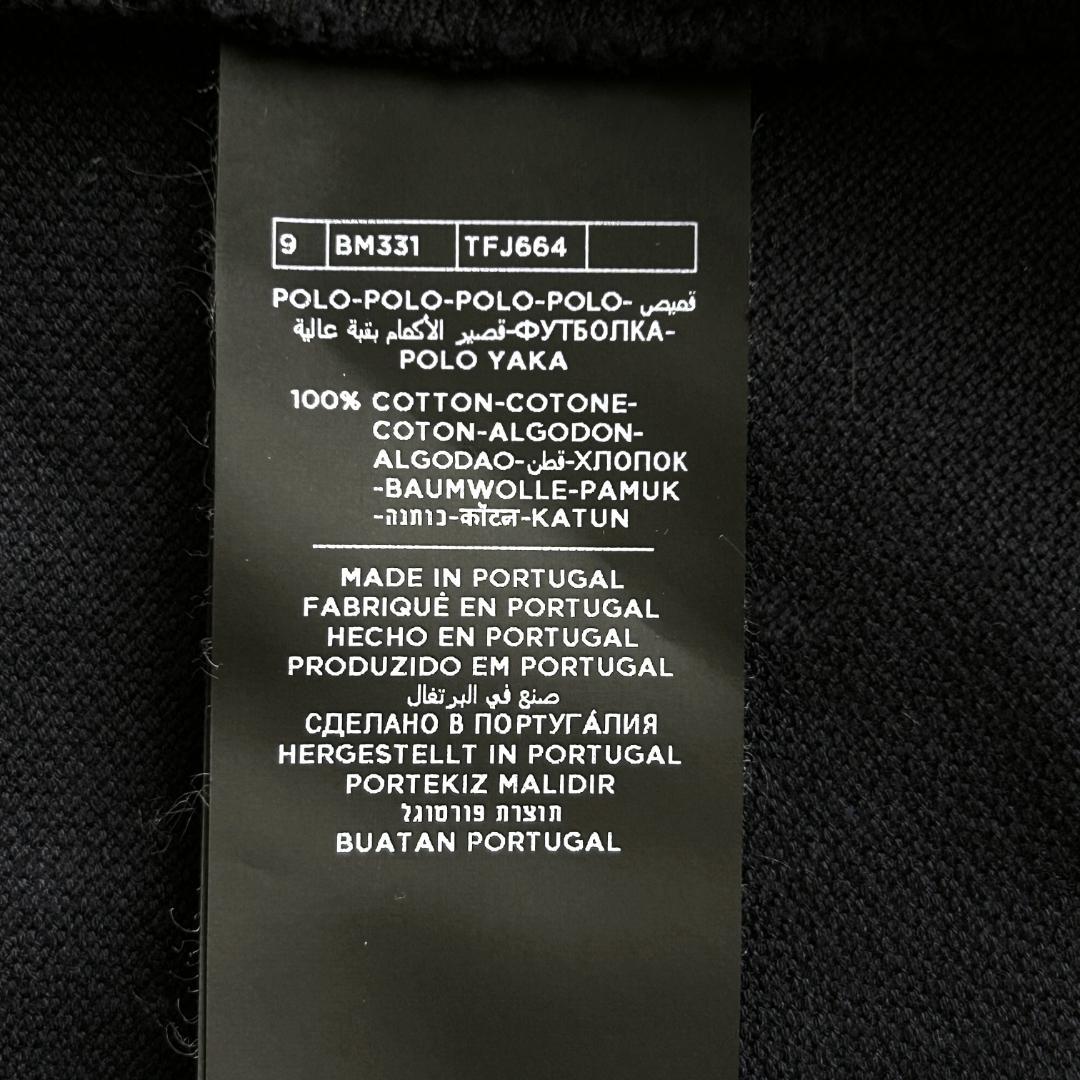 9 BM331 TFJ664
POLO-POLO-POLO-POLO- قميص
قصير الأكمام بقبة عالية-ФУТБОЛКА-
POLO YAKA
100% COTTON-COTONE-
COTON-ALGODON-
ALGODAO-قطن-ХЛОПОК
-BAUMWOLLE-PAMUK
-כותנה-कॉटन-KATUN
MADE IN PORTUGAL
FABRIQUÉ EN PORTUGAL
HECHO EN PORTUGAL
PRODUZIDO EM PORTUGAL
صنع في البرتغال
СДЕЛАНО В ПОРТУГА́ЛИЯ
HERGESTELLT IN PORTUGAL
PORTEKIZ MALIDIR
תוצרת פורטוגל
BUATAN PORTUGAL